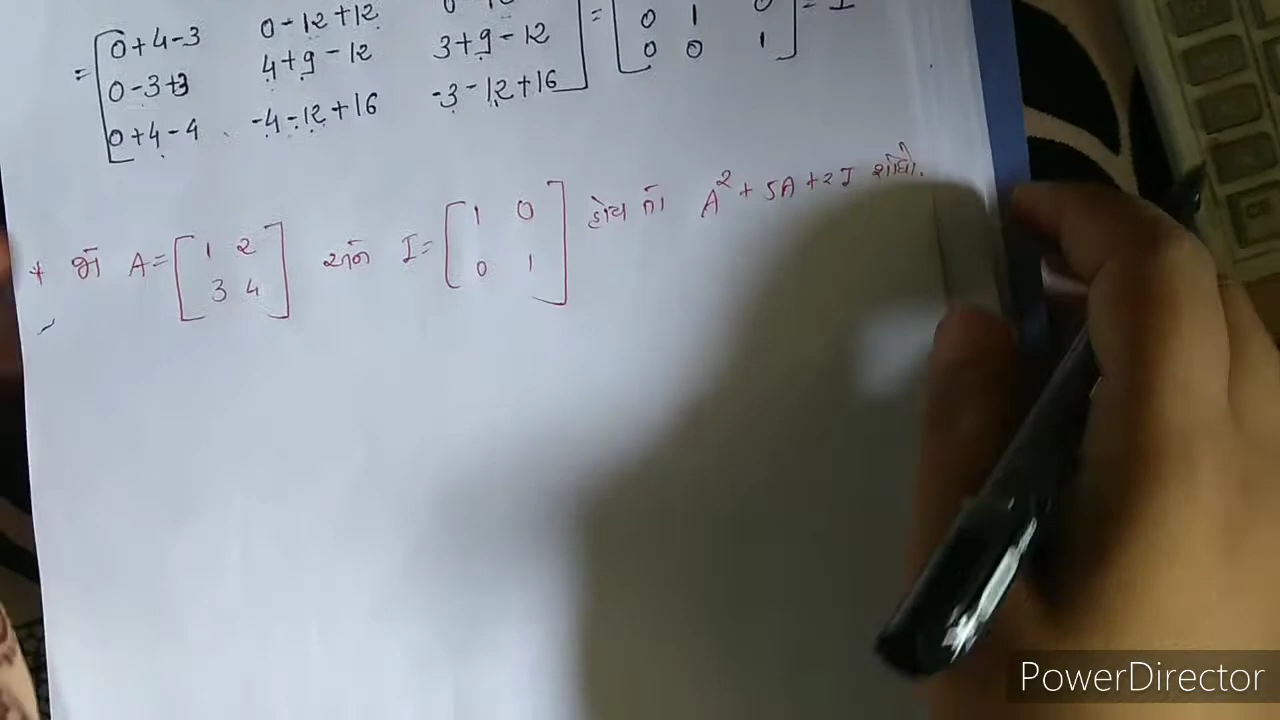 0 - 12 + 12
= [ 0 + 4 - 3
0 - 3 + 3 4 + 9 - 12 3 + 9 - 12
0 + 4 - 4 -4 - 12 + 16 -3 - 12 + 16 ] = [ 0 1 0
0 0 1 ] = I
* જો A = [ 1 2
3 4 ] અને I = [ 1 0
0 1 ] હોય તો A² + 5A + 2I શોધો.
PowerDirector